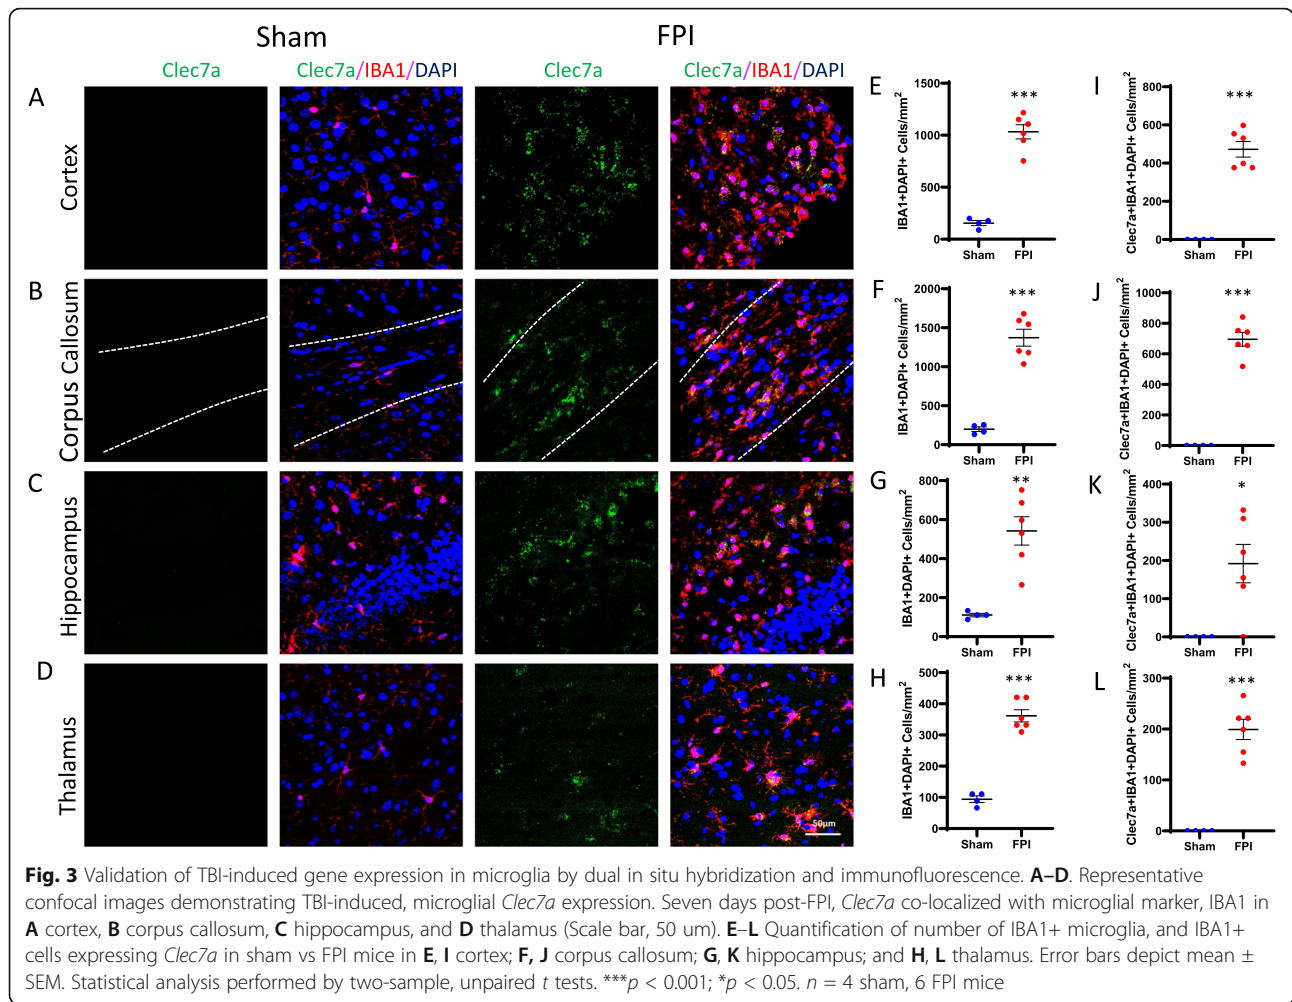 Sham FPI
Clec7a Clec7a/IBA1/DAPI Clec7a Clec7a/IBA1/DAPI
A
Cortex
B
Corpus Callosum
C
Hippocampus
D
Thalamus
50µm
E
IBA1+DAPI+ Cells/mm²
1500
1000
500
0
***
Sham FPI
I
Clec7a+IBA1+DAPI+ Cells/mm²
800
600
400
200
0
***
Sham FPI
F
IBA1+DAPI+ Cells/mm²
2000
1500
1000
500
0
***
Sham FPI
J
Clec7a+IBA1+DAPI+ Cells/mm²
1000
800
600
400
200
0
***
Sham FPI
G
IBA1+DAPI+ Cells/mm²
800
600
400
200
0
**
Sham FPI
K
Clec7a+IBA1+DAPI+ Cells/mm²
400
300
200
100
0
*
Sham FPI
H
IBA1+DAPI+ Cells/mm²
500
400
300
200
100
0
***
Sham FPI
L
Clec7a+IBA1+DAPI+ Cells/mm²
300
200
100
0
***
Sham FPI
Fig. 3 Validation of TBI-induced gene expression in microglia by dual in situ hybridization and immunofluorescence. A–D. Representative
confocal images demonstrating TBI-induced, microglial Clec7a expression. Seven days post-FPI, Clec7a co-localized with microglial marker, IBA1 in
A cortex, B corpus callosum, C hippocampus, and D thalamus (Scale bar, 50 um). E–L Quantification of number of IBA1+ microglia, and IBA1+
cells expressing Clec7a in sham vs FPI mice in E, I cortex; F, J corpus callosum; G, K hippocampus; and H, L thalamus. Error bars depict mean ±
SEM. Statistical analysis performed by two-sample, unpaired t tests. ***p < 0.001; *p < 0.05. n = 4 sham, 6 FPI mice